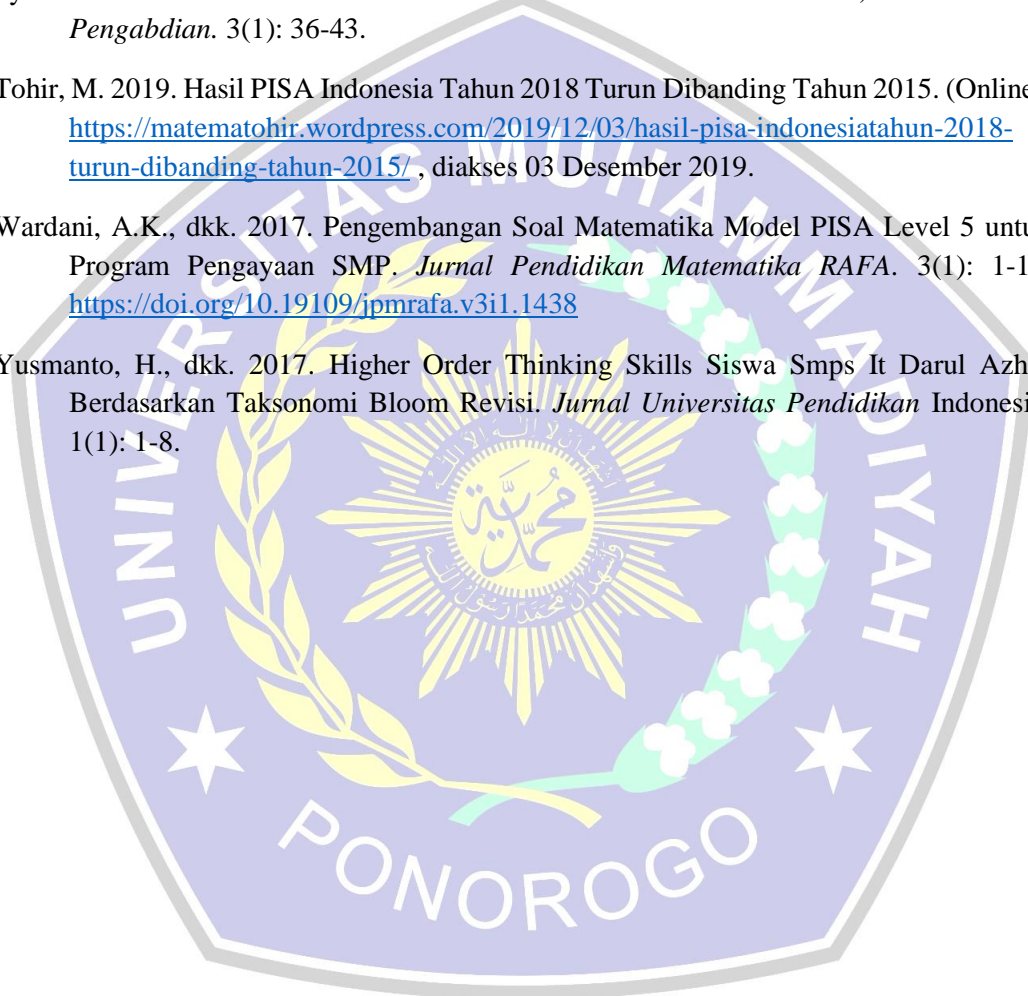 Pengabdian. 3(1): 36-43.
Tohir, M. 2019. Hasil PISA Indonesia Tahun 2018 Turun Dibanding Tahun 2015. (Online
https://matematohir.wordpress.com/2019/12/03/hasil-pisa-indonesiatahun-2018-
turun-dibanding-tahun-2015/ , diakses 03 Desember 2019.
Wardani, A.K., dkk. 2017. Pengembangan Soal Matematika Model PISA Level 5 untu
Program Pengayaan SMP. Jurnal Pendidikan Matematika RAFA. 3(1): 1-1
https://doi.org/10.19109/jpmrafa.v3i1.1438
Yusmanto, H., dkk. 2017. Higher Order Thinking Skills Siswa Smps It Darul Azh
Berdasarkan Taksonomi Bloom Revisi. Jurnal Universitas Pendidikan Indonesi
1(1): 1-8.
UNIVERSITAS MUHAMMADIYAH
محمدية
PONOROGO